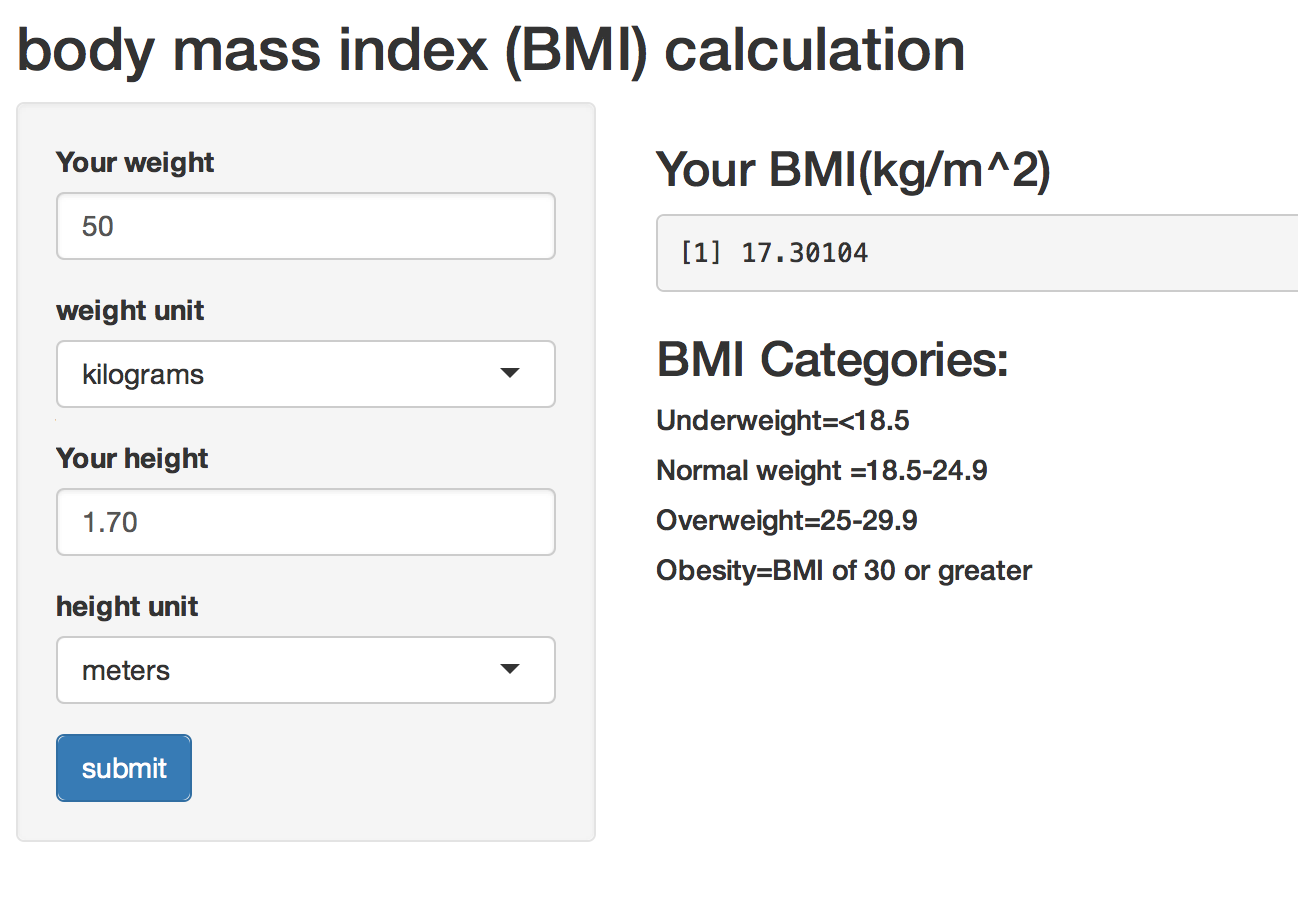 body mass index (BMI) calculation
Your weight
50
weight unit
kilograms
Your height
1.70
height unit
meters
submit
Your BMI(kg/m^2)
[1] 17.30104
BMI Categories:
Underweight=<18.5
Normal weight =18.5-24.9
Overweight=25-29.9
Obesity=BMI of 30 or greater